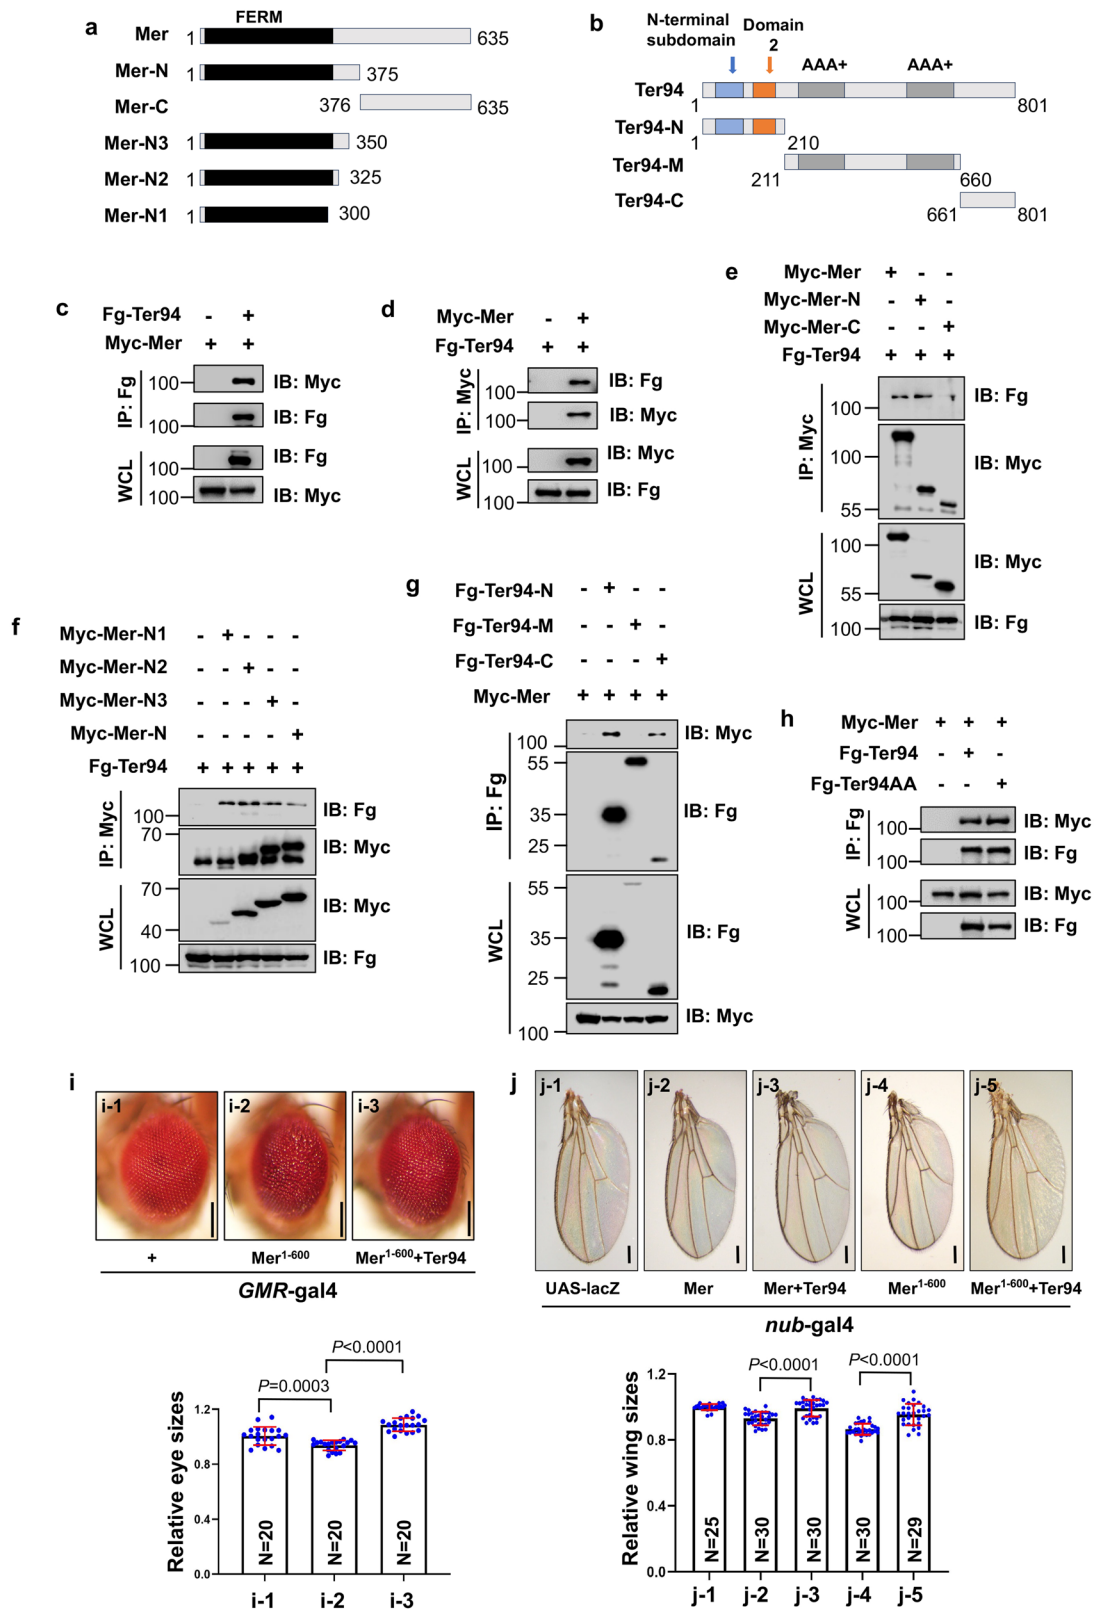 a
FERM
Mer 1 635
Mer-N 1 375
Mer-C 376 635
Mer-N3 1 350
Mer-N2 1 325
Mer-N1 1 300
b
N-terminal
subdomain
Domain
2
AAA+ AAA+
Ter94
1 801
Ter94-N
1 210
Ter94-M
211 660
Ter94-C
661 801
c
Fg-Ter94 - +
Myc-Mer + +
IP: Fg
100 IB: Myc
100 IB: Fg
WCL
IB: Fg
100 IB: Myc
d
Myc-Mer - +
Fg-Ter94 + +
IP: Myc
100 IB: Fg
100 IB: Myc
WCL
100 IB: Myc
100 IB: Fg
e
Myc-Mer + - -
Myc-Mer-N - + -
Myc-Mer-C - - +
Fg-Ter94 + + +
IP: Myc
100 IB: Fg
100 IB: Myc
55
WCL
100 IB: Myc
55
100 IB: Fg
f
Myc-Mer-N1 - + - - -
Myc-Mer-N2 - - + - -
Myc-Mer-N3 - - - + -
Myc-Mer-N - - - - +
Fg-Ter94 + + + + +
IP: Myc
100 IB: Fg
70 IB: Myc
WCL
70 IB: Myc
40
100 IB: Fg
g
Fg-Ter94-N - + - -
Fg-Ter94-M - - + -
Fg-Ter94-C - - - +
Myc-Mer + + + +
IP: Fg
100 IB: Myc
55
35 IB: Fg
25
WCL
55
35 IB: Fg
25
100 IB: Myc
h
Myc-Mer + + +
Fg-Ter94 - + -
Fg-Ter94AA - - +
IP: Fg
100 IB: Myc
100 IB: Fg
WCL
100 IB: Myc
100 IB: Fg
i
i-1 i-2 i-3
+ Mer1-600 Mer1-600+Ter94
GMR-gal4
P<0.0001
P=0.0003
Relative eye sizes
1.2
0.8
0.4
0.0
N=20 N=20 N=20
i-1 i-2 i-3
j
j-1 j-2 j-3 j-4 j-5
UAS-lacZ Mer Mer+Ter94 Mer1-600 Mer1-600+Ter94
nub-gal4
P<0.0001 P<0.0001
Relative wing sizes
1.2
0.8
0.4
0.0
N=25 N=30 N=30 N=30 N=29
j-1 j-2 j-3 j-4 j-5